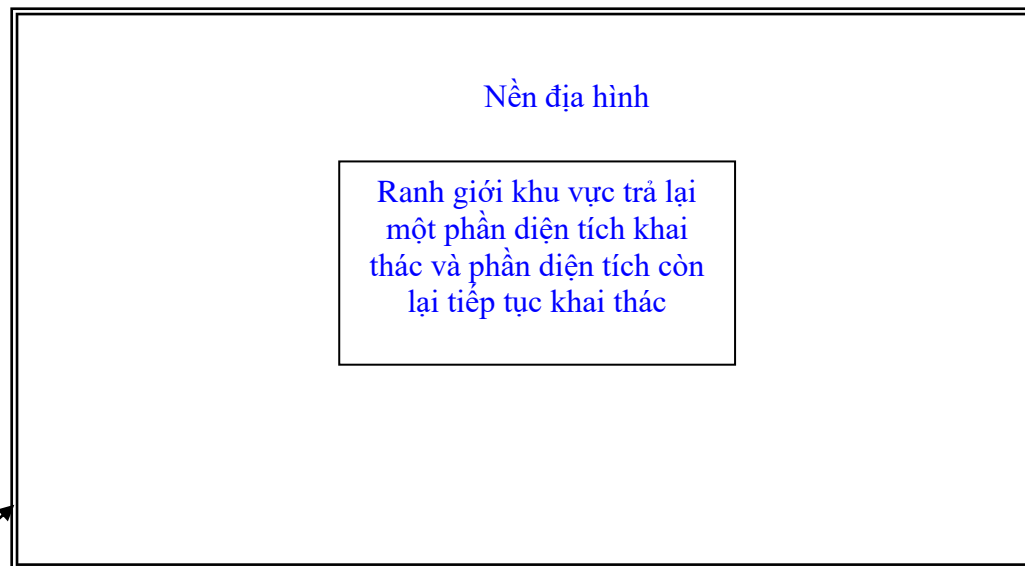 Nền địa hình
Ranh giới khu vực trả lại
một phần diện tích khai
thác và phần diện tích còn
lại tiếp tục khai thác